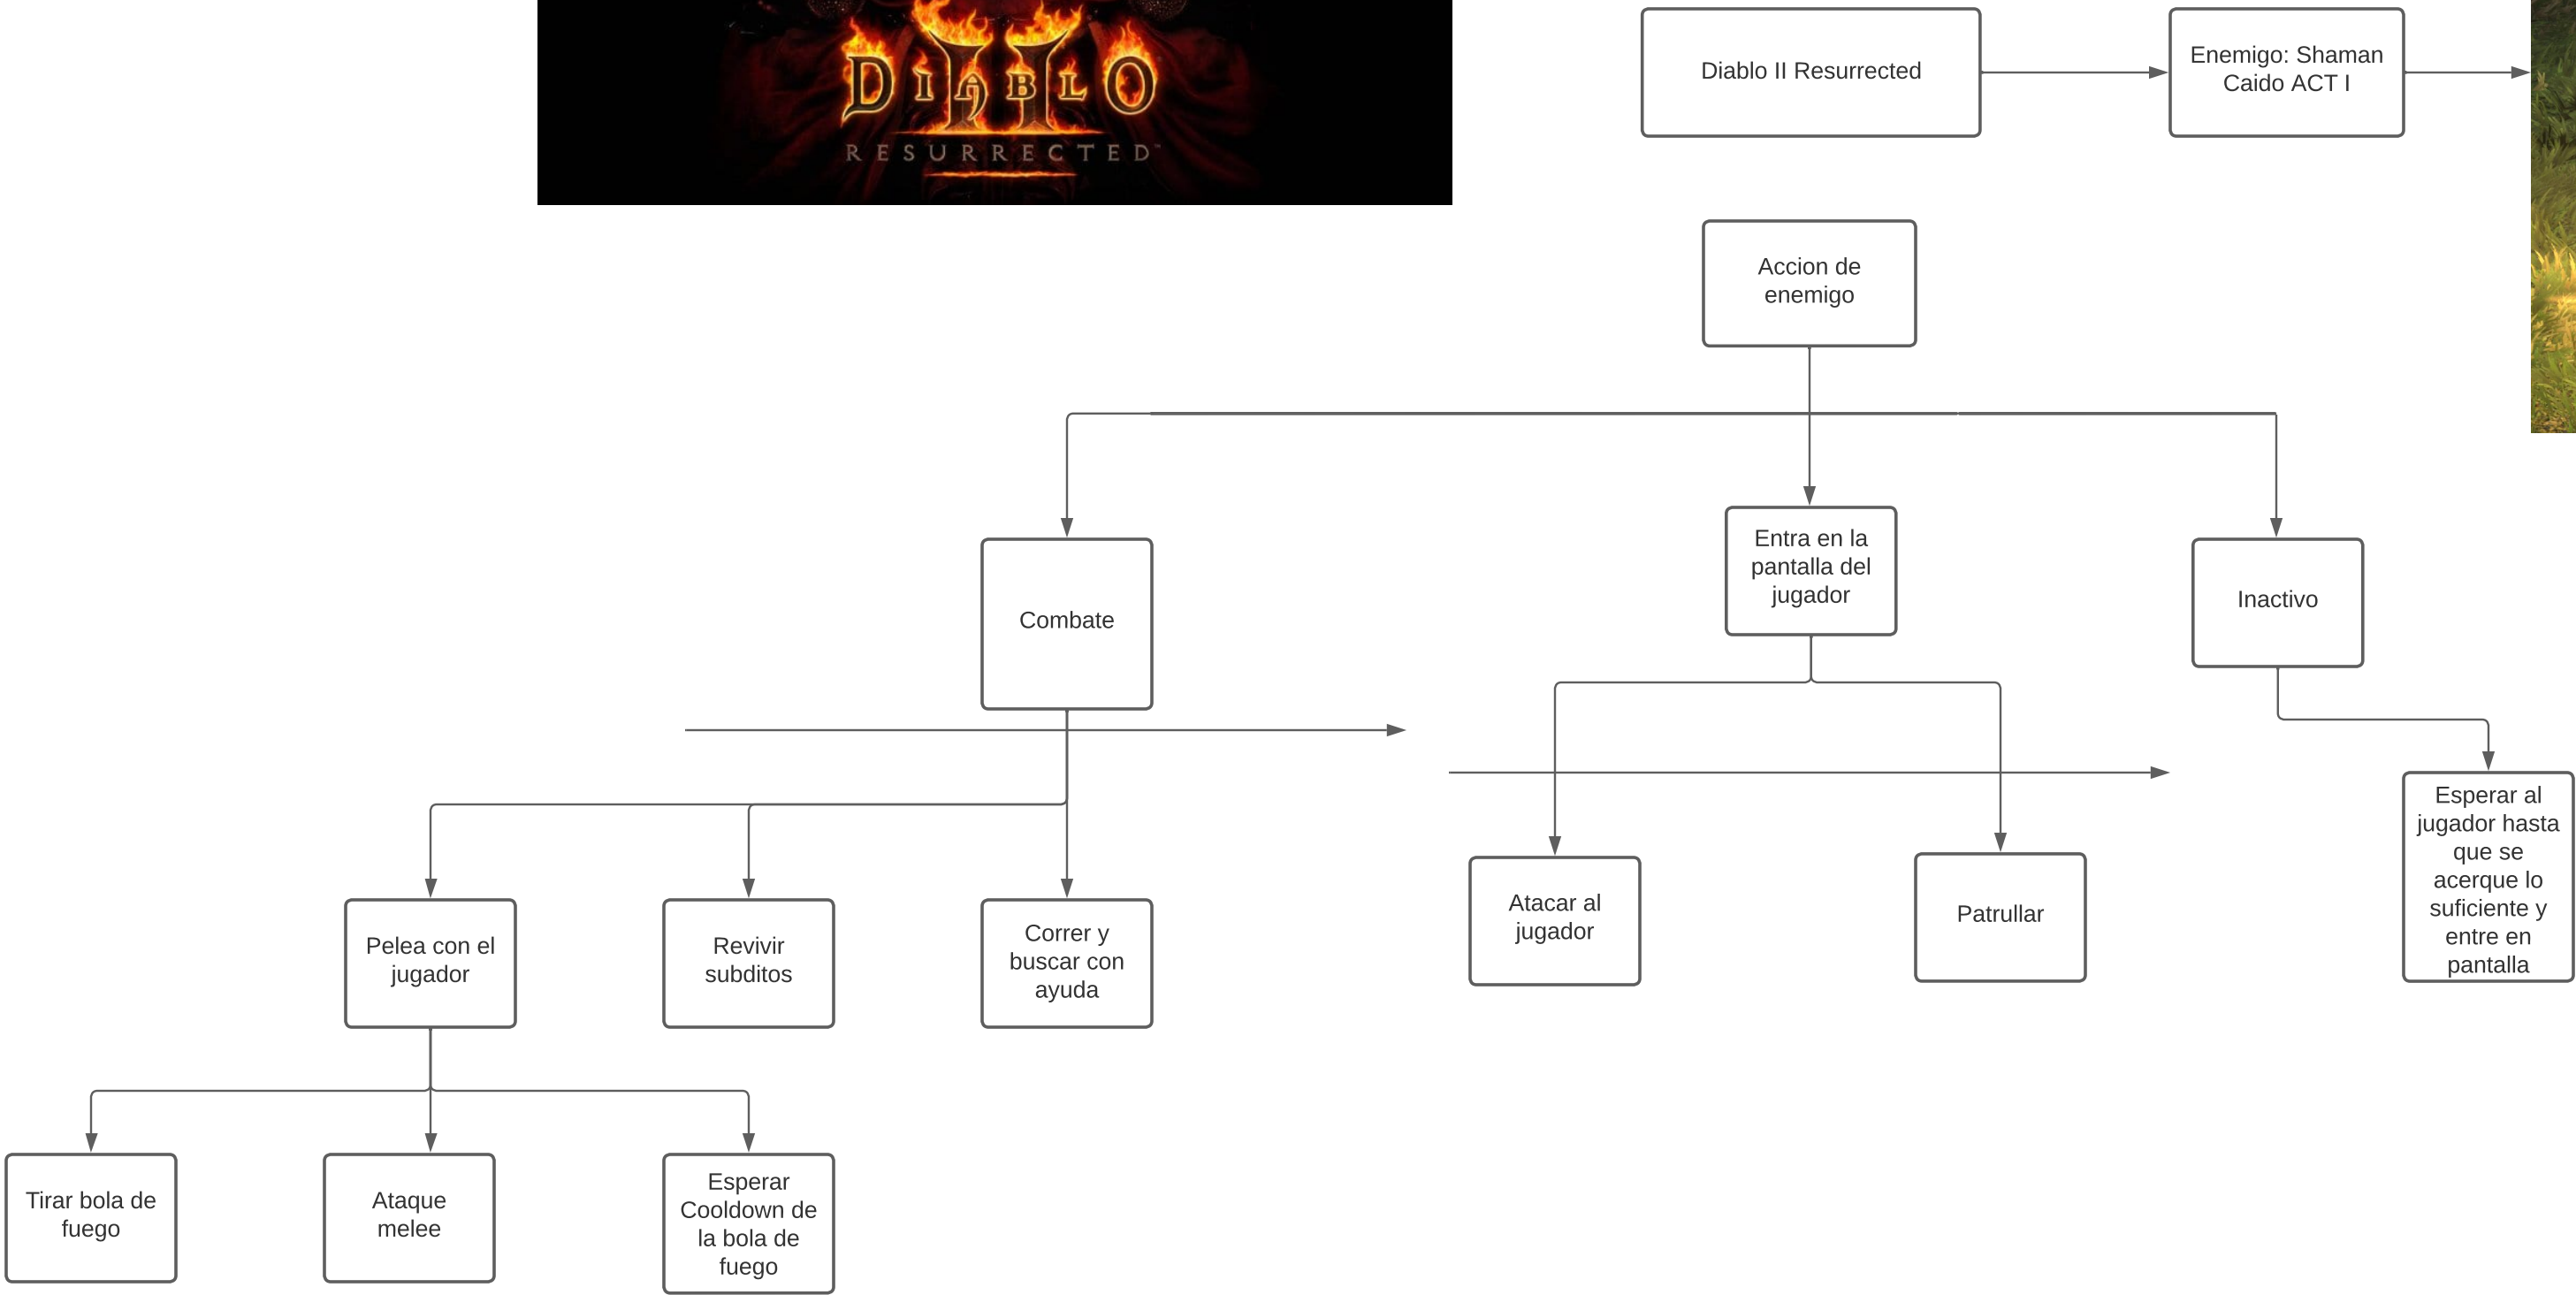 DIABLO
II
RESURRECTED™
Diablo II Resurrected
Enemigo: Shaman
Caido ACT I
Accion de
enemigo
Combate
Entra en la
pantalla del
jugador
Inactivo
Pelea con el
jugador
Revivir
subditos
Correr y
buscar con
ayuda
Atacar al
jugador
Patrullar
Esperar al
jugador hasta
que se
acerque lo
suficiente y
entre en
pantalla
Tirar bola de
fuego
Ataque
melee
Esperar
Cooldown de
la bola de
fuego